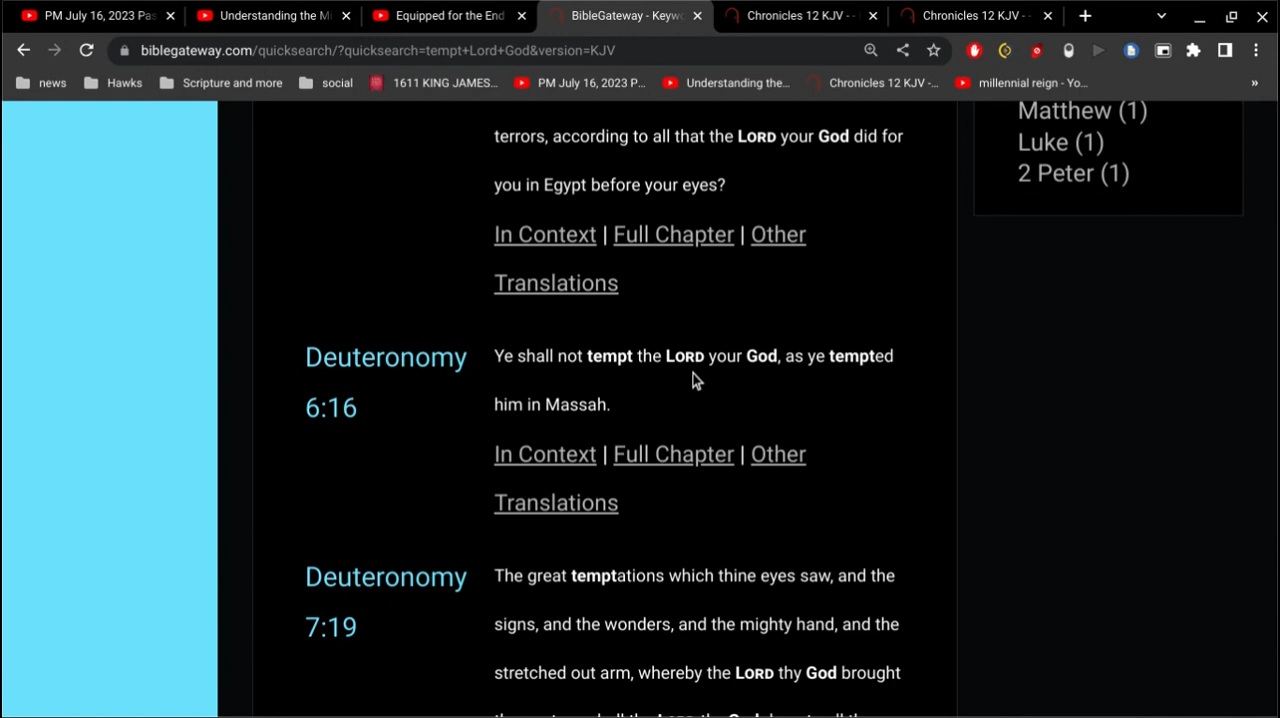 PM July 16, 2023 Pas
Understanding the Mi
Equipped for the End
BibleGateway - Keywo
Chronicles 12 KJV - -
Chronicles 12 KJV - -
biblegateway.com/quicksearch/?quicksearch=tempt+Lord+God&version=KJV
news
Hawks
Scripture and more
social
1611 KING JAMES...
PM July 16, 2023 P...
Understanding the...
Chronicles 12 KJV -...
millennial reign - Yo...
»
terrors, according to all that the LORD your God did for
you in Egypt before your eyes?
In Context | Full Chapter | Other
Translations
Deuteronomy
6:16
Ye shall not tempt the LORD your God, as ye tempted
him in Massah.
In Context | Full Chapter | Other
Translations
Deuteronomy
7:19
The great temptations which thine eyes saw, and the
signs, and the wonders, and the mighty hand, and the
stretched out arm, whereby the LORD thy God brought
Matthew (1)
Luke (1)
2 Peter (1)